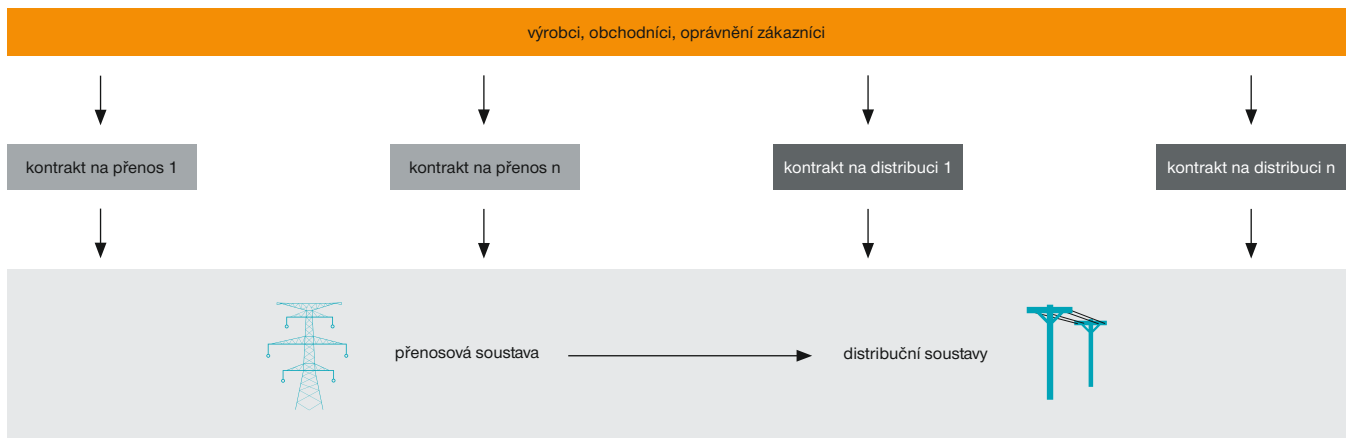 výrobci, obchodníci, oprávnění zákazníci
kontrakt na přenos 1
kontrakt na přenos n
kontrakt na distribuci 1
kontrakt na distribuci n
přenosová soustava
distribuční soustavy